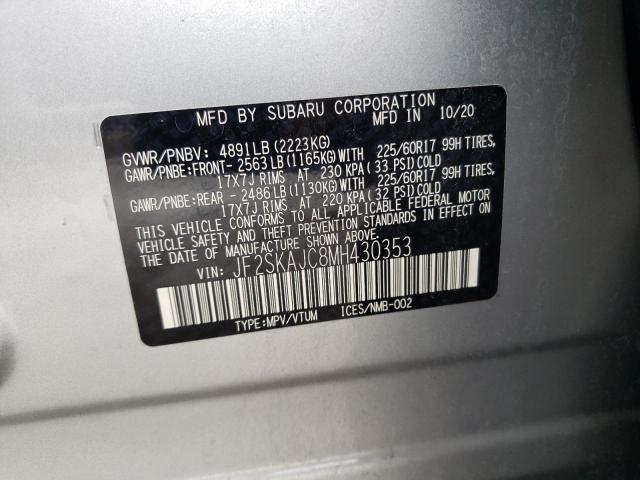 MFD BY SUBARU CORPORATION
MFD IN 10/20
GVWR/PNBV: 4891LB (2223KG)
GAWR/PNBE:FRONT- 2563LB (1165KG) WITH 225/60R17 99H TIRES,
17X7J RIMS AT 230 KPA ( 33 PSI) COLD
GAWR/PNBE:REAR - 2486LB (1130KG) WITH 225/60R17 99H TIRES,
17X7J RIMS AT 220 KPA ( 32 PSI) COLD
THIS VEHICLE CONFORMS TO ALL APPLICABLE FEDERAL MOTOR
VEHICLE SAFETY AND THEFT PREVENTION STANDARDS IN EFFECT ON
THE DATE OF MANUFACTURE SHOWN ABOVE.
VIN: JF2SKAJC8MH430353
TYPE:MPV/VTUM ICES/NMB-002